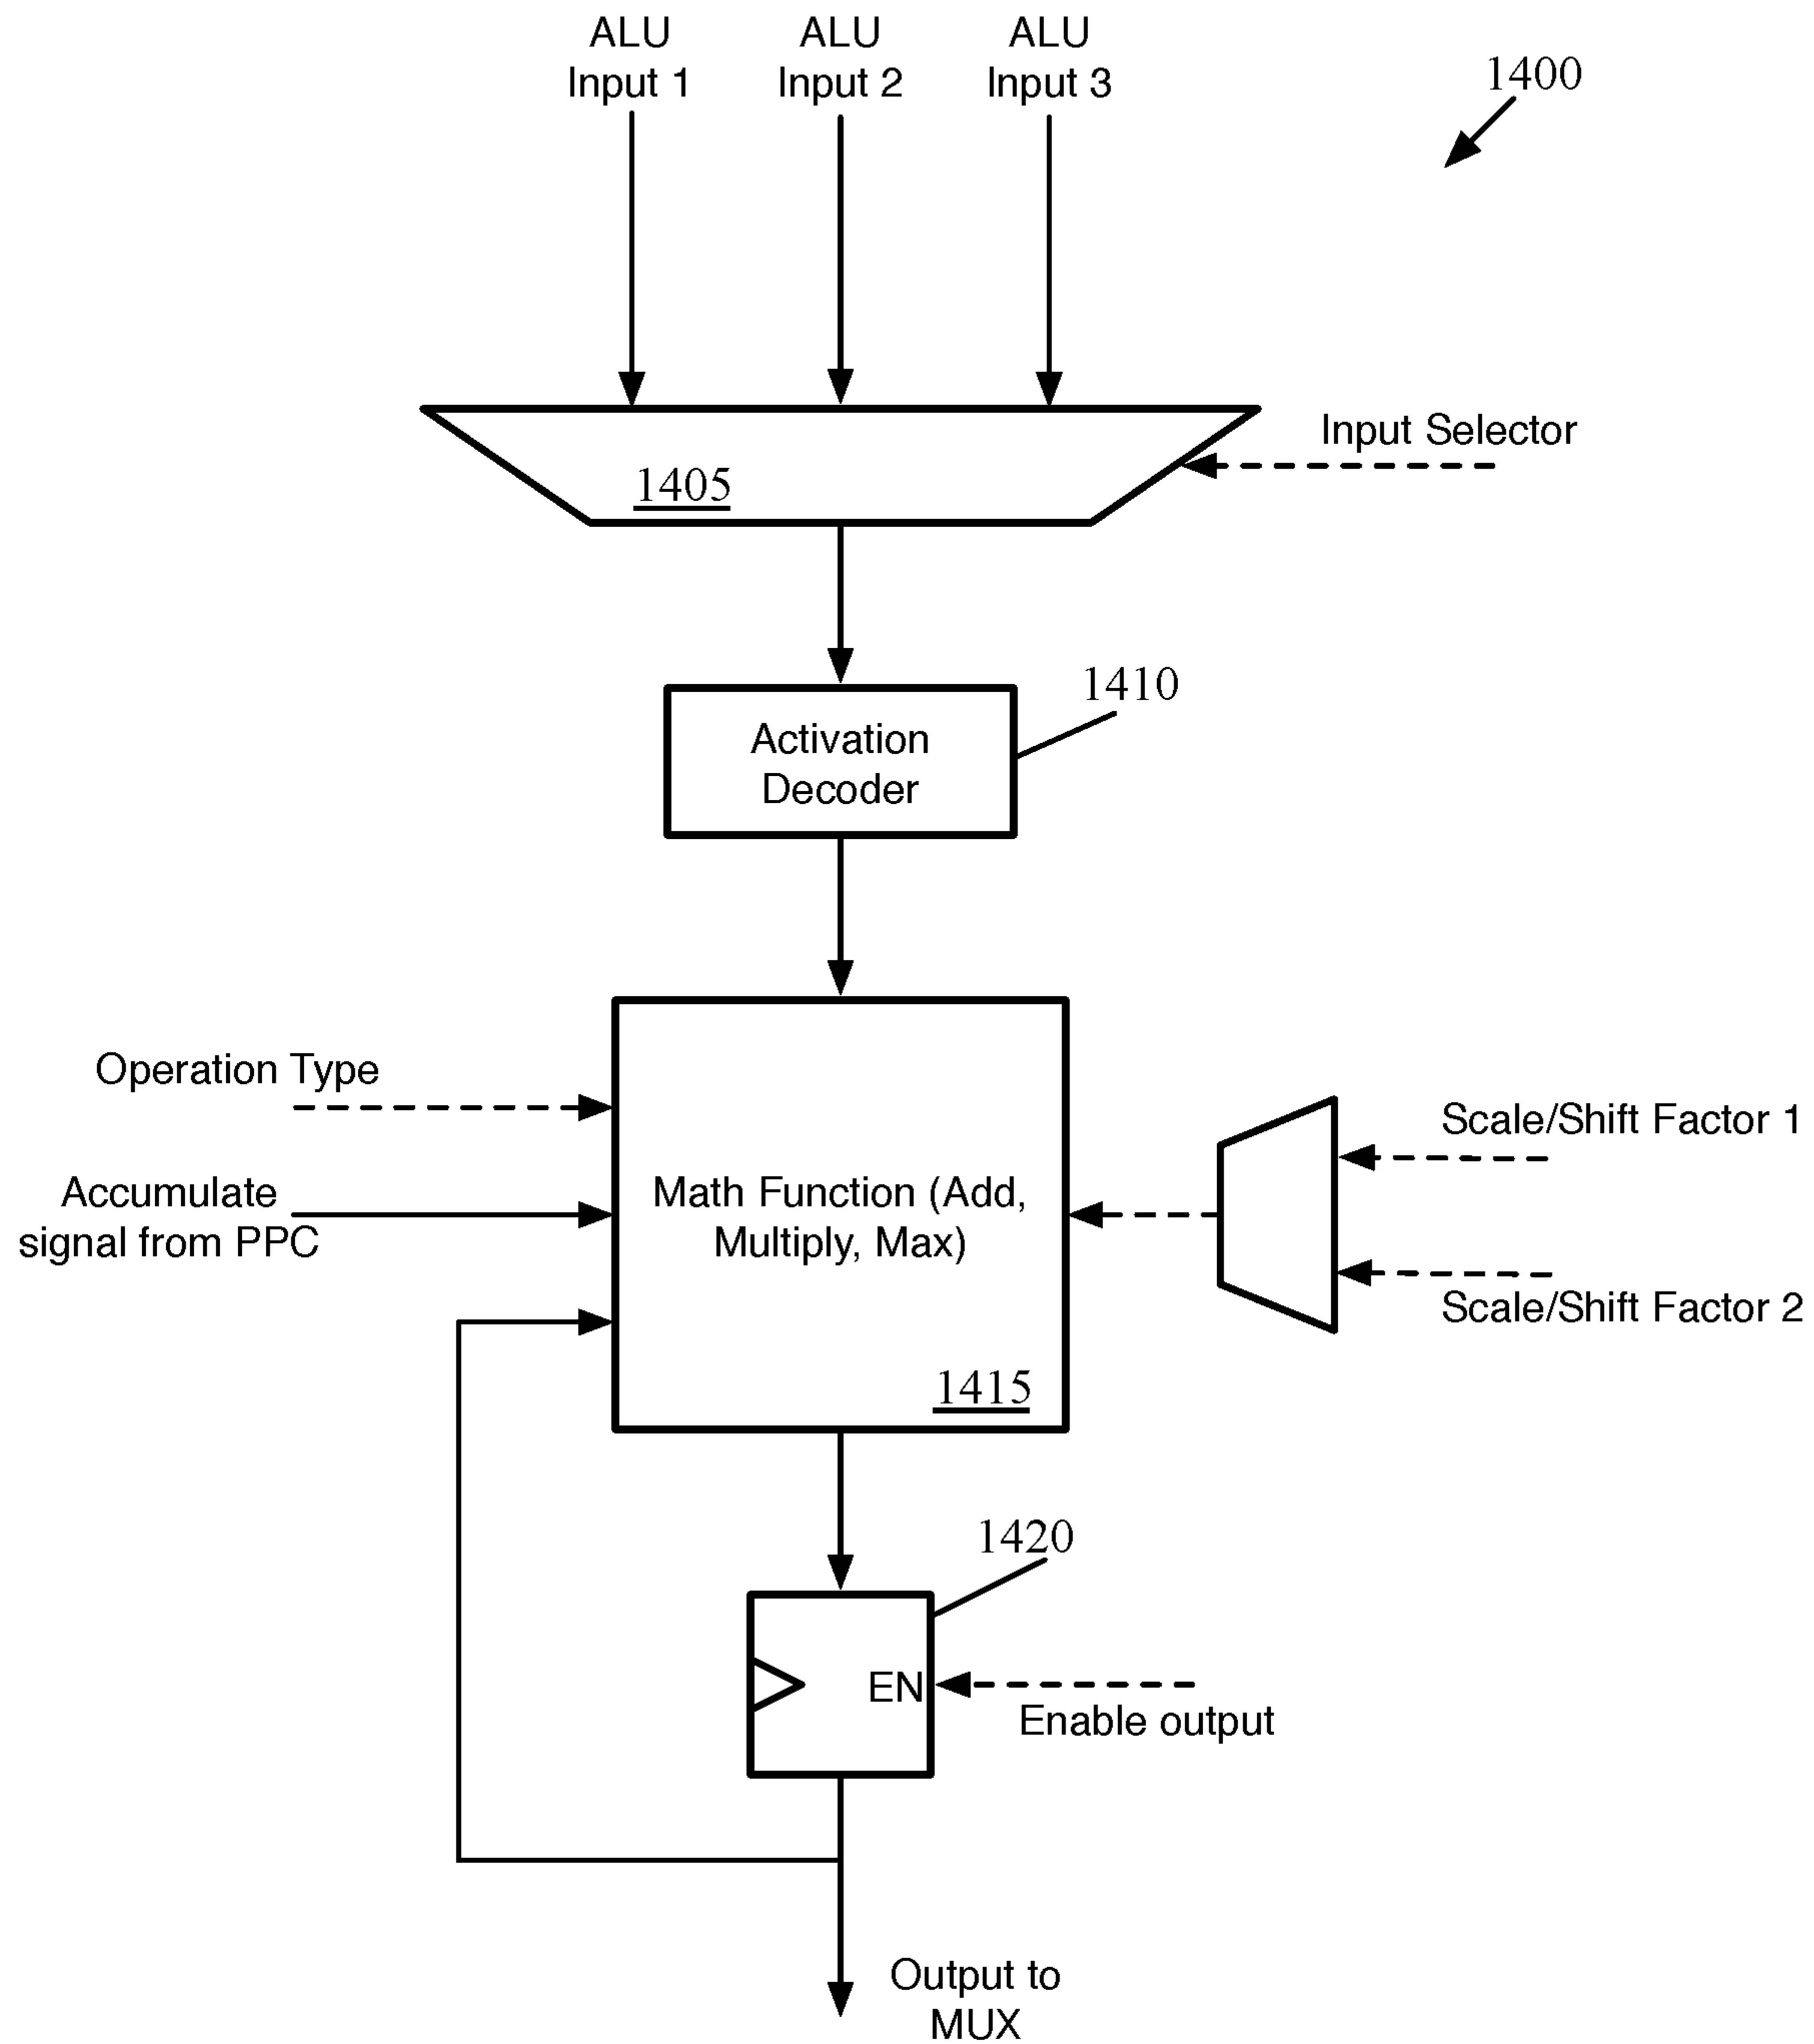 ALU
Input 1
ALU
Input 2
ALU
Input 3
1400
Input Selector
1405
1410
Activation
Decoder
Operation Type
Accumulate
signal from PPC
Math Function (Add,
Multiply, Max)
1415
Scale/Shift Factor 1
Scale/Shift Factor 2
1420
EN
Enable output
Output to
MUX